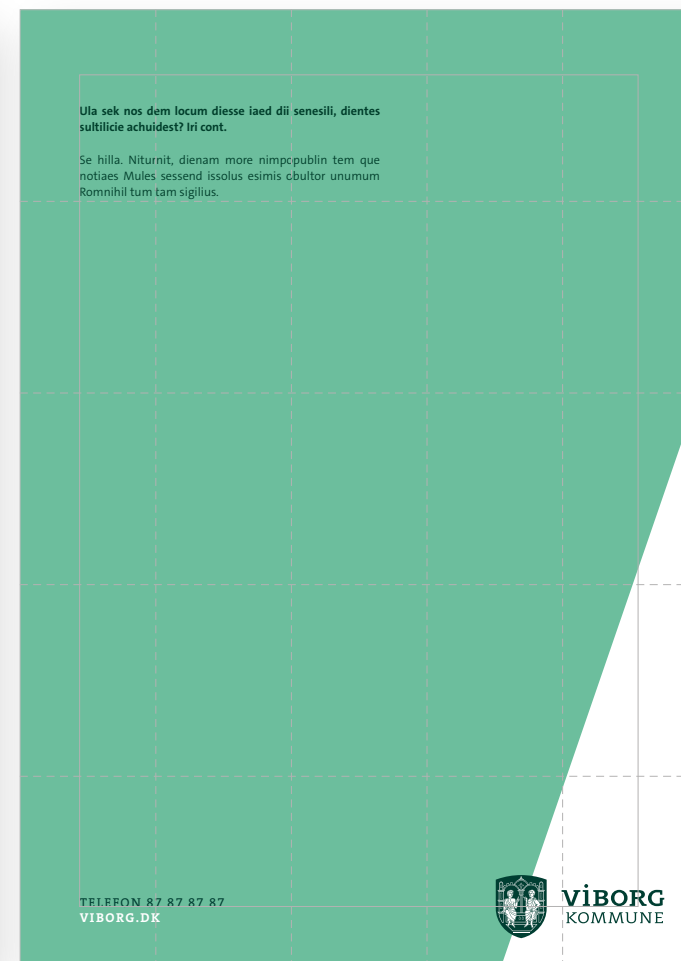 Ula sek nos dem locum diesse iaed dii senesili, dientes
sultilicie achuidest? Iri cont.
Se hilla. Niturnit, dienam more nimpopublin tem que
notiaes Mules sessend issolus esimis cbultor unumum
Romnihil tum tam sigilius.
TELEFON 87 87 87 87
VIBORG.DK
VIBORG
KOMMUNE